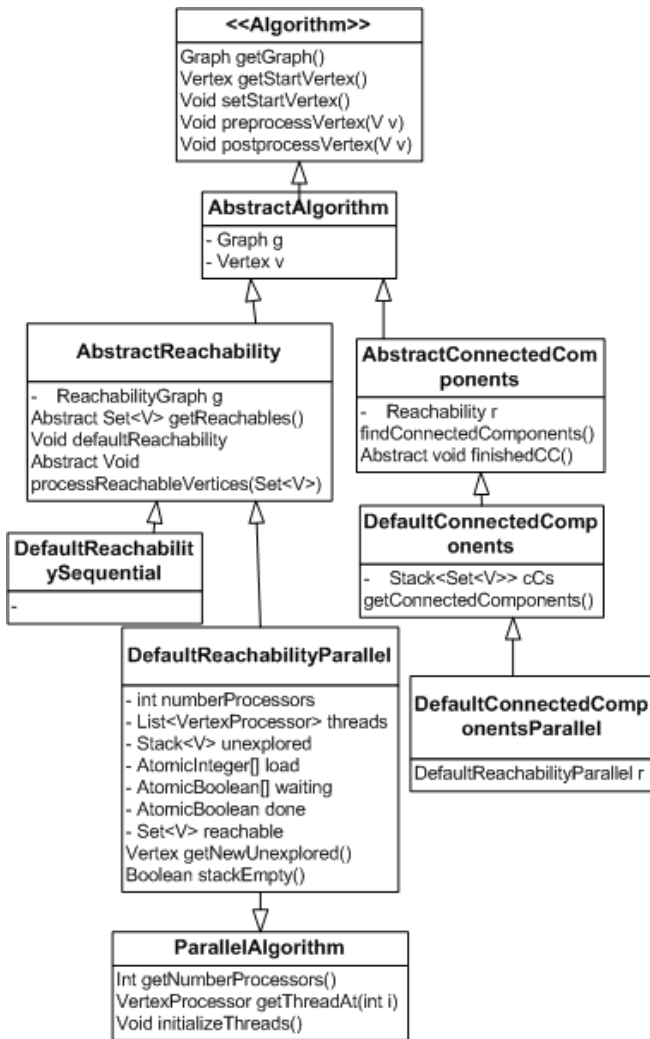 <<Algorithm>>
Graph getGraph()
Vertex getStartVertex()
Void setStartVertex()
Void preprocessVertex(V v)
Void postprocessVertex(V v)
AbstractAlgorithm
- Graph g
- Vertex v
AbstractReachability
- ReachabilityGraph g
Abstract Set<V> getReachables()
Void defaultReachability
Abstract Void
processReachableVertices(Set<V>)
AbstractConnectedCom
ponents
- Reachability r
findConnectedComponents()
Abstract void finishedCC()
DefaultReachabilit
ySequential
-
DefaultConnectedComp
onents
- Stack<Set<V>> cCs
getConnectedComponents()
DefaultReachabilityParallel
- int numberProcessors
- List<VertexProcessor> threads
- Stack<V> unexplored
- AtomicInteger[] load
- AtomicBoolean[] waiting
- AtomicBoolean done
- Set<V> reachable
Vertex getNewUnexplored()
Boolean stackEmpty()
DefaultConnectedComp
onentsParallel
DefaultReachabilityParallel r
ParallelAlgorithm
Int getNumberProcessors()
VertexProcessor getThreadAt(int i)
Void initializeThreads()